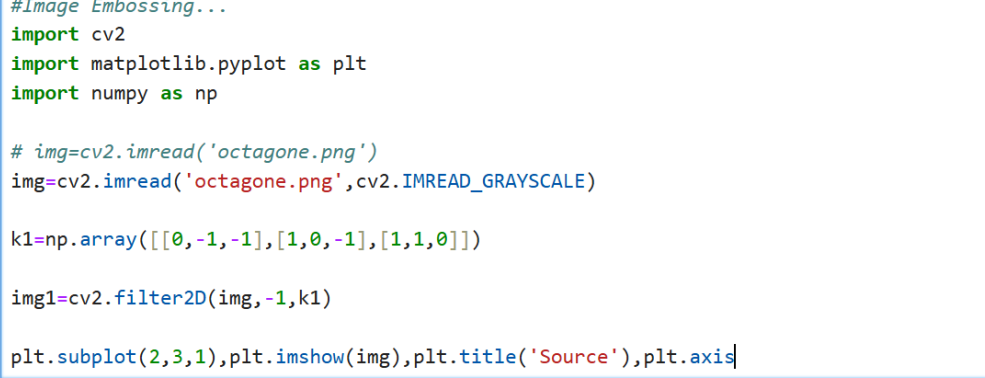 #Image Embossing...
import cv2
import matplotlib.pyplot as plt
import numpy as np
# img=cv2.imread('octagone.png')
img=cv2.imread('octagone.png',cv2.IMREAD_GRAYSCALE)
k1=np.array([[0,-1,-1],[1,0,-1],[1,1,0]])
img1=cv2.filter2D(img,-1,k1)
plt.subplot(2,3,1),plt.imshow(img),plt.title('Source'),plt.axis